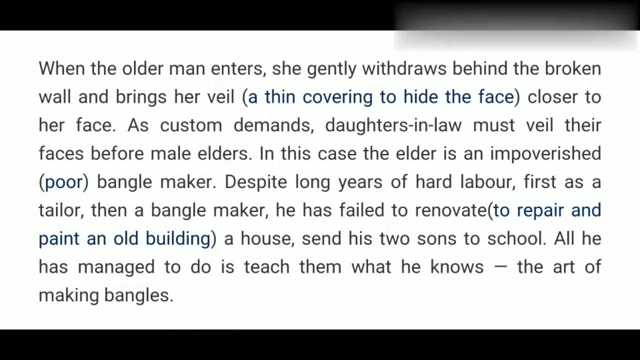 When the older man enters, she gently withdraws behind the broken
wall and brings her veil (a thin covering to hide the face) closer to
her face. As custom demands, daughters-in-law must veil their
faces before male elders. In this case the elder is an impoverished
(poor) bangle maker. Despite long years of hard labour, first as a
tailor, then a bangle maker, he has failed to renovate(to repair and
paint an old building) a house, send his two sons to school. All he
has managed to do is teach them what he knows — the art of
making bangles.